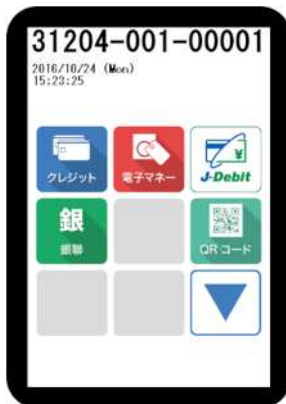 31204-001-00001
2016/10/24 (Mon)
15:23:25
クレジット
電子マネー
J-Debit
銀
銀聯
QRコード